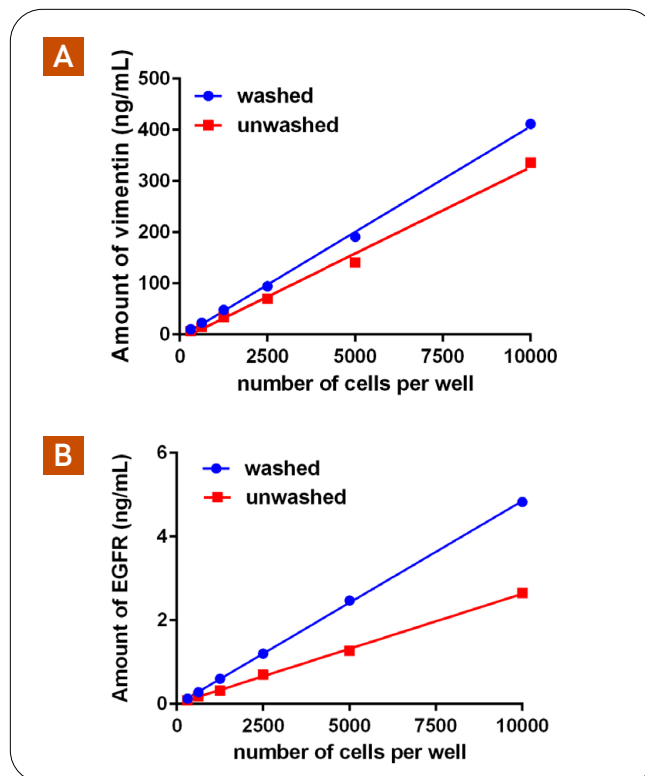 A
Amount of vimentin (ng/mL)
500
400
300
200
100
0
washed
unwashed
0 2500 5000 7500 10000
number of cells per well
B
Amount of EGFR (ng/mL)
6
4
2
0
washed
unwashed
0 2500 5000 7500 10000
number of cells per well